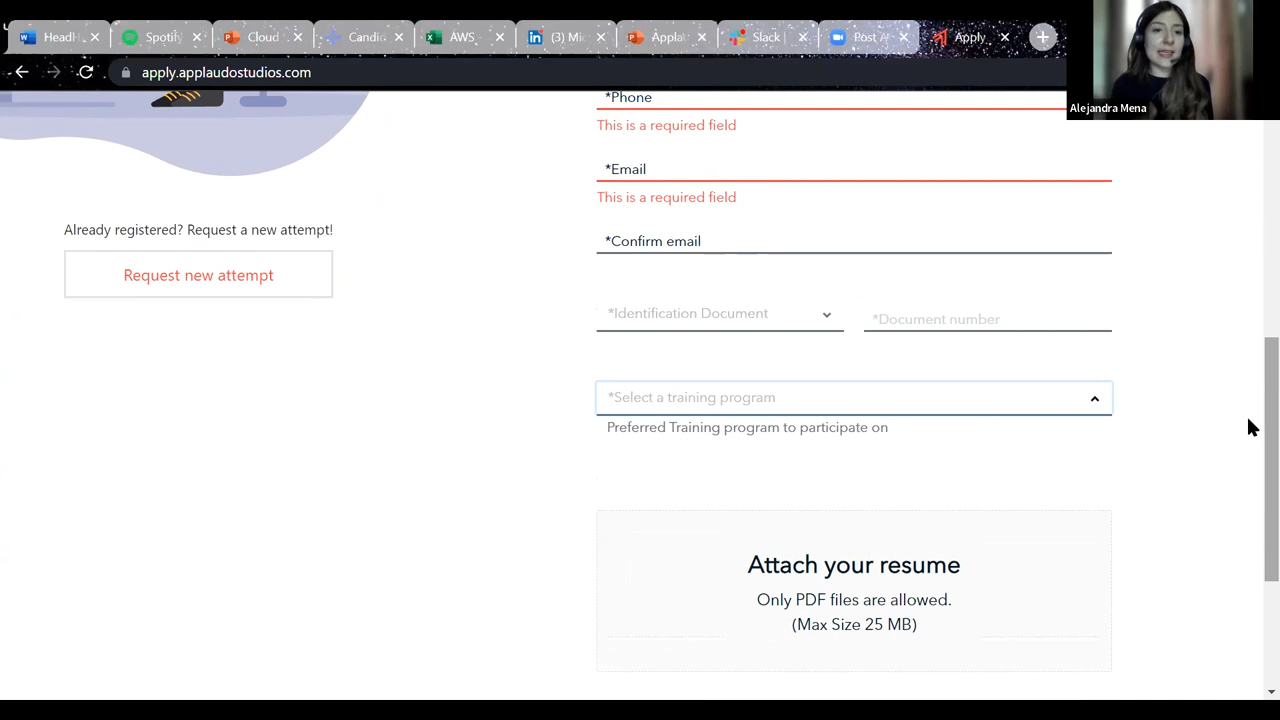 HeadH
Spotify
Cloud
Candic
AWS
(3) Mic
Applau
Slack |
Post A
Apply
apply.applaudostudios.com
Alejandra Mena
*Phone
This is a required field
*Email
This is a required field
Already registered? Request a new attempt!
Request new attempt
*Confirm email
*Identification Document
*Document number
*Select a training program
Preferred Training program to participate on
Attach your resume
Only PDF files are allowed.
(Max Size 25 MB)